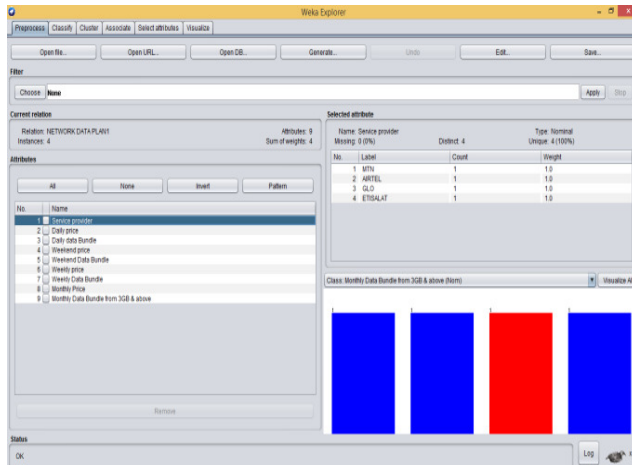 Weka Explorer
Preprocess Classify Cluster Associate Select attributes Visualize
Open file... Open URL... Open DB... Generate... Undo Edit... Save...
Filter
Choose None Apply Stop
Current relation
Relation: NETWORK DATA PLAN1 Attributes: 9
Instances: 4 Sum of weights: 4
Attributes
All None Invert Pattern
No. Name
1 Service provider
2 Daily price
3 Daily data Bundle
4 Weekend price
5 Weekend Data Bundle
6 Weekly price
7 Weekly Data Bundle
8 Monthly Price
9 Monthly Data Bundle from 3GB & above
Remove
Selected attribute
Name: Service provider Type: Nominal
Missing: 0 (0%) Distinct: 4 Unique: 4 (100%)
No. Label Count Weight
1 MTN 1 1.0
2 AIRTEL 1 1.0
3 GLO 1 1.0
4 ETISALAT 1 1.0
Class: Monthly Data Bundle from 3GB & above (Nom) Visualize Al
1 1 1 1
Status
OK Log x